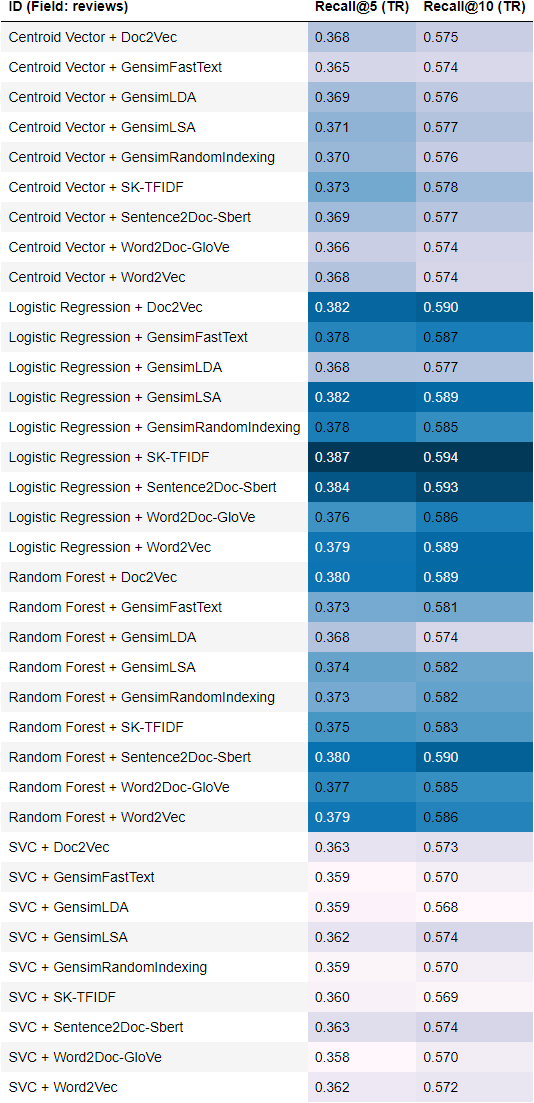 ID (Field: reviews) Recall@5 (TR) Recall@10 (TR)
Centroid Vector + Doc2Vec 0.368 0.575
Centroid Vector + GensimFastText 0.365 0.574
Centroid Vector + GensimLDA 0.369 0.576
Centroid Vector + GensimLSA 0.371 0.577
Centroid Vector + GensimRandomIndexing 0.370 0.576
Centroid Vector + SK-TFIDF 0.373 0.578
Centroid Vector + Sentence2Doc-Sbert 0.369 0.577
Centroid Vector + Word2Doc-GloVe 0.366 0.574
Centroid Vector + Word2Vec 0.368 0.574
Logistic Regression + Doc2Vec 0.382 0.590
Logistic Regression + GensimFastText 0.378 0.587
Logistic Regression + GensimLDA 0.368 0.577
Logistic Regression + GensimLSA 0.382 0.589
Logistic Regression + GensimRandomIndexing 0.378 0.585
Logistic Regression + SK-TFIDF 0.387 0.594
Logistic Regression + Sentence2Doc-Sbert 0.384 0.593
Logistic Regression + Word2Doc-GloVe 0.376 0.586
Logistic Regression + Word2Vec 0.379 0.589
Random Forest + Doc2Vec 0.380 0.589
Random Forest + GensimFastText 0.373 0.581
Random Forest + GensimLDA 0.368 0.574
Random Forest + GensimLSA 0.374 0.582
Random Forest + GensimRandomIndexing 0.373 0.582
Random Forest + SK-TFIDF 0.375 0.583
Random Forest + Sentence2Doc-Sbert 0.380 0.590
Random Forest + Word2Doc-GloVe 0.377 0.585
Random Forest + Word2Vec 0.379 0.586
SVC + Doc2Vec 0.363 0.573
SVC + GensimFastText 0.359 0.570
SVC + GensimLDA 0.359 0.568
SVC + GensimLSA 0.362 0.574
SVC + GensimRandomIndexing 0.359 0.570
SVC + SK-TFIDF 0.360 0.569
SVC + Sentence2Doc-Sbert 0.363 0.574
SVC + Word2Doc-GloVe 0.358 0.570
SVC + Word2Vec 0.362 0.572